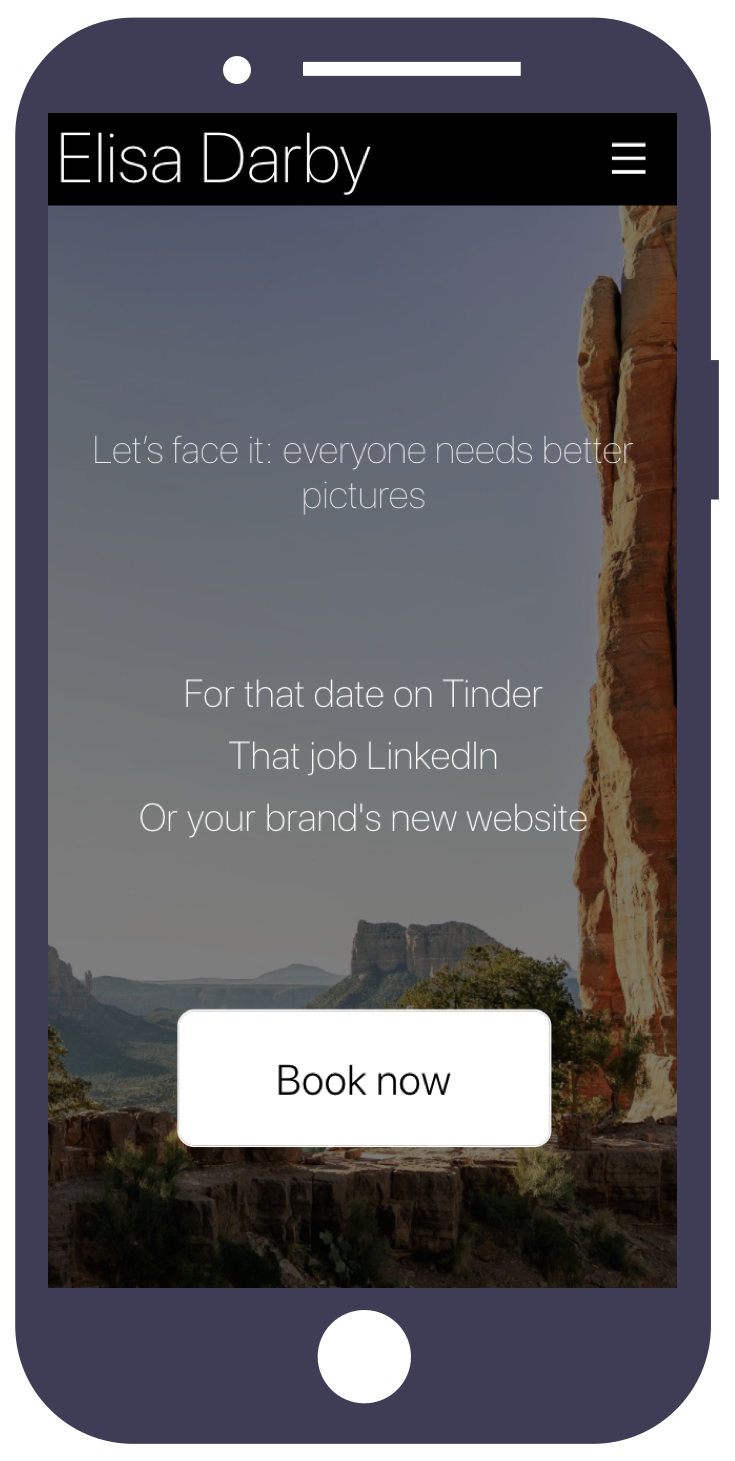 Elisa Darby
Let's face it: everyone needs better
pictures
For that date on Tinder
That job LinkedIn
Or your brand's new website
Book now